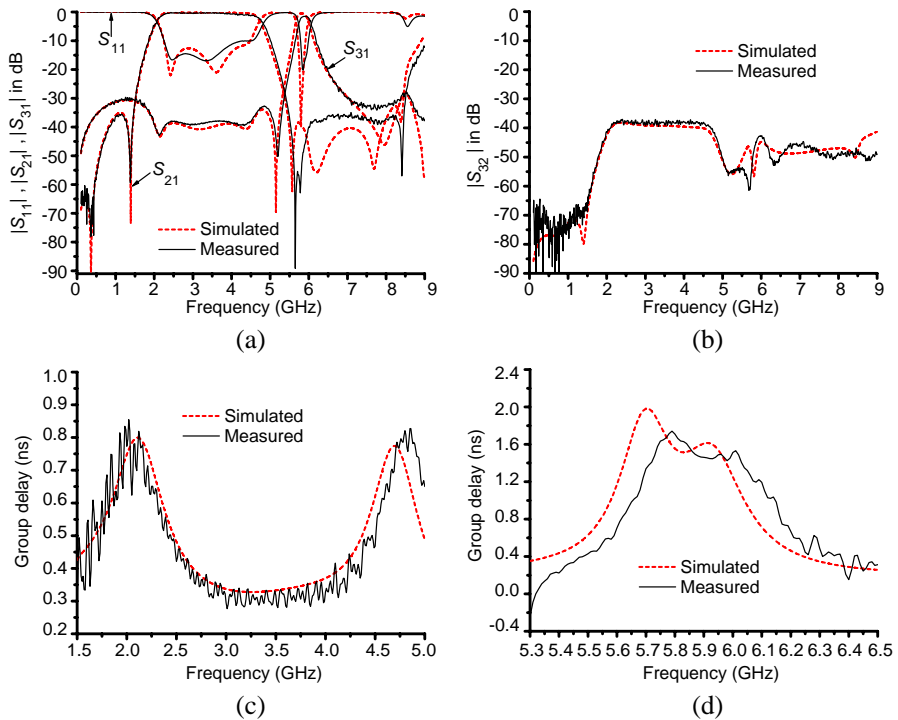 |S11| , |S21| , |S31| in dB
0
-10
-20
-30
-40
-50
-60
-70
-80
-90
S11
S31
S21
Simulated
Measured
0 1 2 3 4 5 6 7 8 9
Frequency (GHz)
(a)
|S32| in dB
0
-10
-20
-30
-40
-50
-60
-70
-80
-90
Simulated
Measured
0 1 2 3 4 5 6 7 8 9
Frequency (GHz)
(b)
Group delay (ns)
1.0
0.9
0.8
0.7
0.6
0.5
0.4
0.3
0.2
Simulated
Measured
1.5 2.0 2.5 3.0 3.5 4.0 4.5 5.0
Frequency (GHz)
(c)
Group delay (ns)
2.4
2.0
1.6
1.2
0.8
0.4
0.0
-0.4
Simulated
Measured
5.3 5.4 5.5 5.6 5.7 5.8 5.9 6.0 6.1 6.2 6.3 6.4 6.5
Frequency (GHz)
(d)